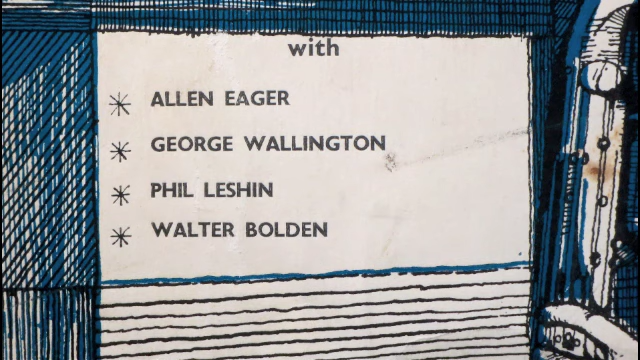 with
* ALLEN EAGER
* GEORGE WALLINGTON
* PHIL LESHIN
* WALTER BOLDEN